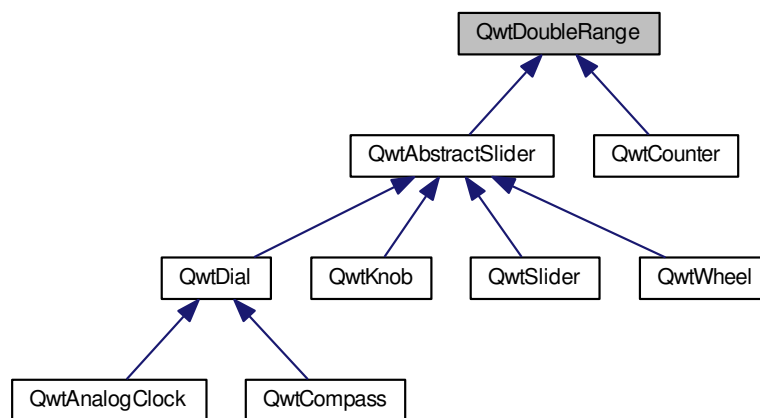 QwtDoubleRange
QwtAbstractSlider
QwtCounter
QwtDial
QwtKnob
QwtSlider
QwtWheel
QwtAnalogClock
QwtCompass